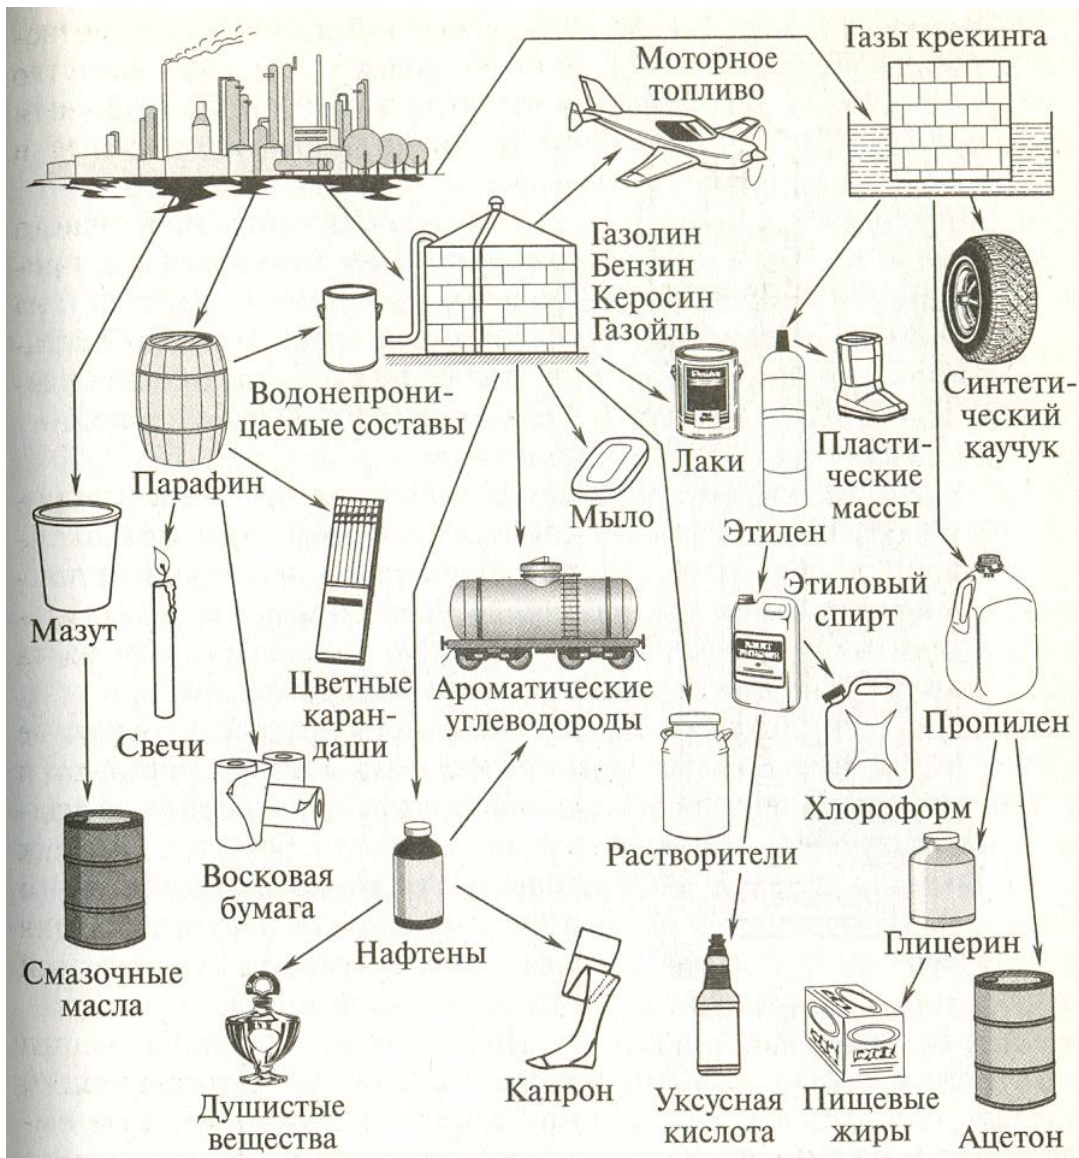 Моторное
топливо
Газы крекинга
Газолин
Бензин
Керосин
Газойль
Водонепрони-
цаемые составы
Парафин
Лаки
Мыло
Пласти-
ческие
массы
Синтети-
ческий
каучук
Этилен
Этиловый
спирт
Мазут
Свечи
Цветные
каран-
даши
Ароматические
углеводороды
Пропилен
Хлороформ
Растворители
Восковая
бумага
Нафтены
Глицерин
Смазочные
масла
Душистые
вещества
Капрон
Уксусная
кислота
Пищевые
жиры
Ацетон